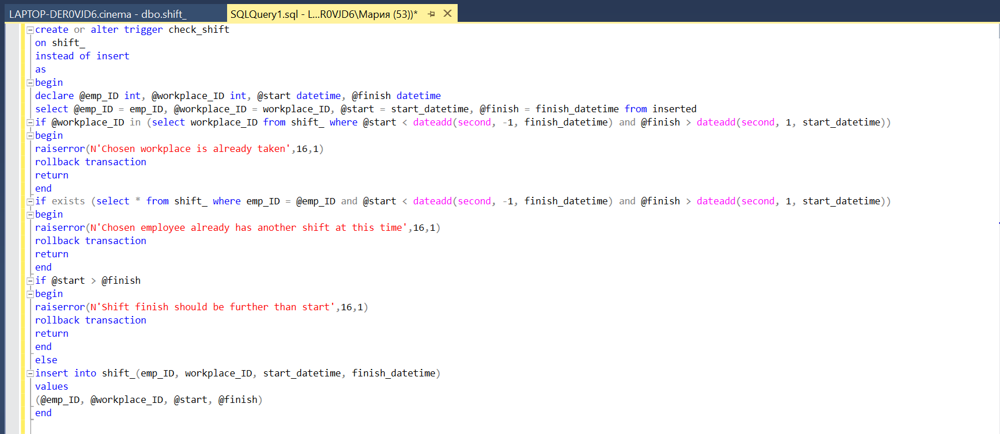 LAPTOP-DER0VJD6.cinema - dbo.shift_
SQLQuery1.sql - L...R0VJD6\Мария (53))*
create or alter trigger check_shift
on shift_
instead of insert
as
begin
declare @emp_ID int, @workplace_ID int, @start datetime, @finish datetime
select @emp_ID = emp_ID, @workplace_ID = workplace_ID, @start = start_datetime, @finish = finish_datetime from inserted
if @workplace_ID in (select workplace_ID from shift_ where @start < dateadd(second, -1, finish_datetime) and @finish > dateadd(second, 1, start_datetime))
begin
raiserror(N'Chosen workplace is already taken',16,1)
rollback transaction
return
end
if exists (select * from shift_ where emp_ID = @emp_ID and @start < dateadd(second, -1, finish_datetime) and @finish > dateadd(second, 1, start_datetime))
begin
raiserror(N'Chosen employee already has another shift at this time',16,1)
rollback transaction
return
end
if @start > @finish
begin
raiserror(N'Shift finish should be further than start',16,1)
rollback transaction
return
end
else
insert into shift_(emp_ID, workplace_ID, start_datetime, finish_datetime)
values
(@emp_ID, @workplace_ID, @start, @finish)
end